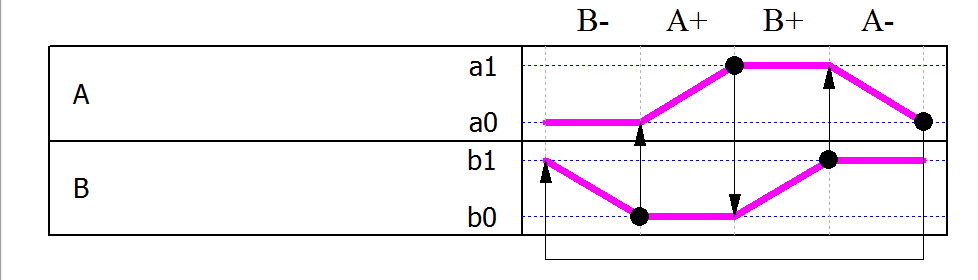 B- A+ B+ A-
A a1
a0
B b1
b0